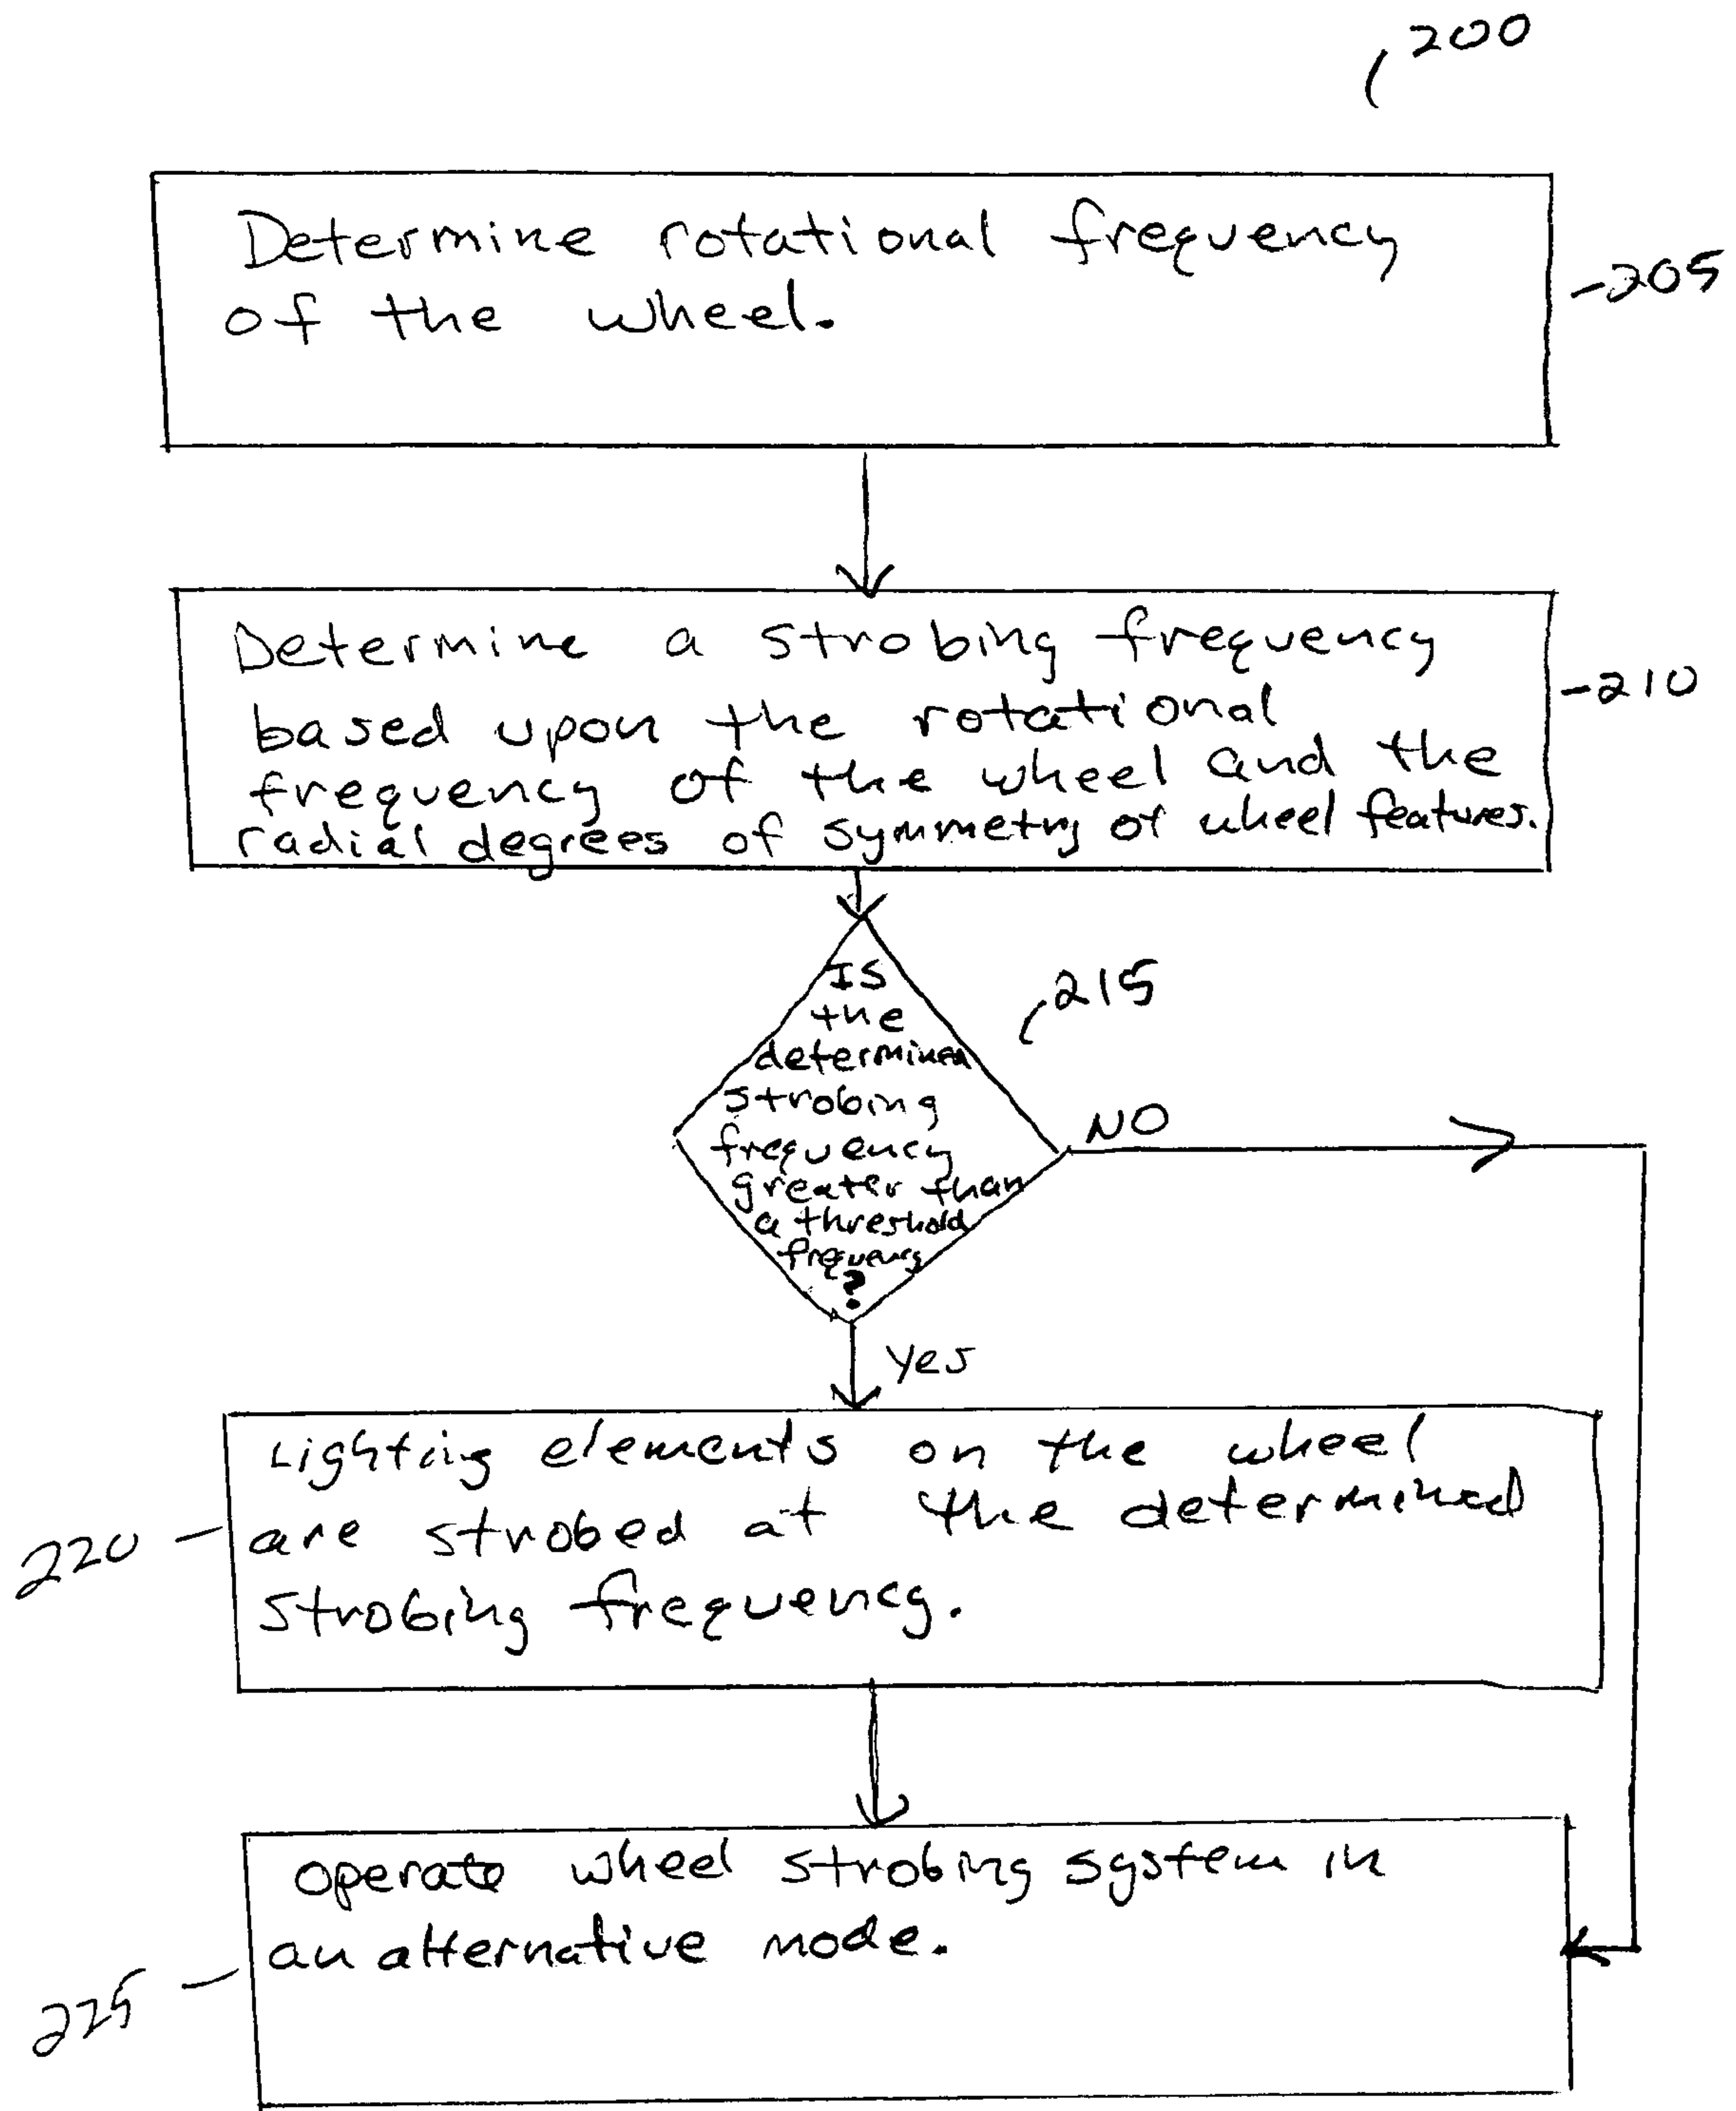 200
Determine rotational frequency
of the wheel.
-205
Determine a strobing frequency
based upon the rotational
frequency of the wheel and the
radial degrees of symmetry of wheel features.
-210
Is
the
determined
strobing
frequency
greater than
a threshold
frequency
?
215
NO
Yes
Lighting elements on the wheel
are strobed at the determined
strobing frequency.
220
operate wheel strobing system in
an alternative mode.
225